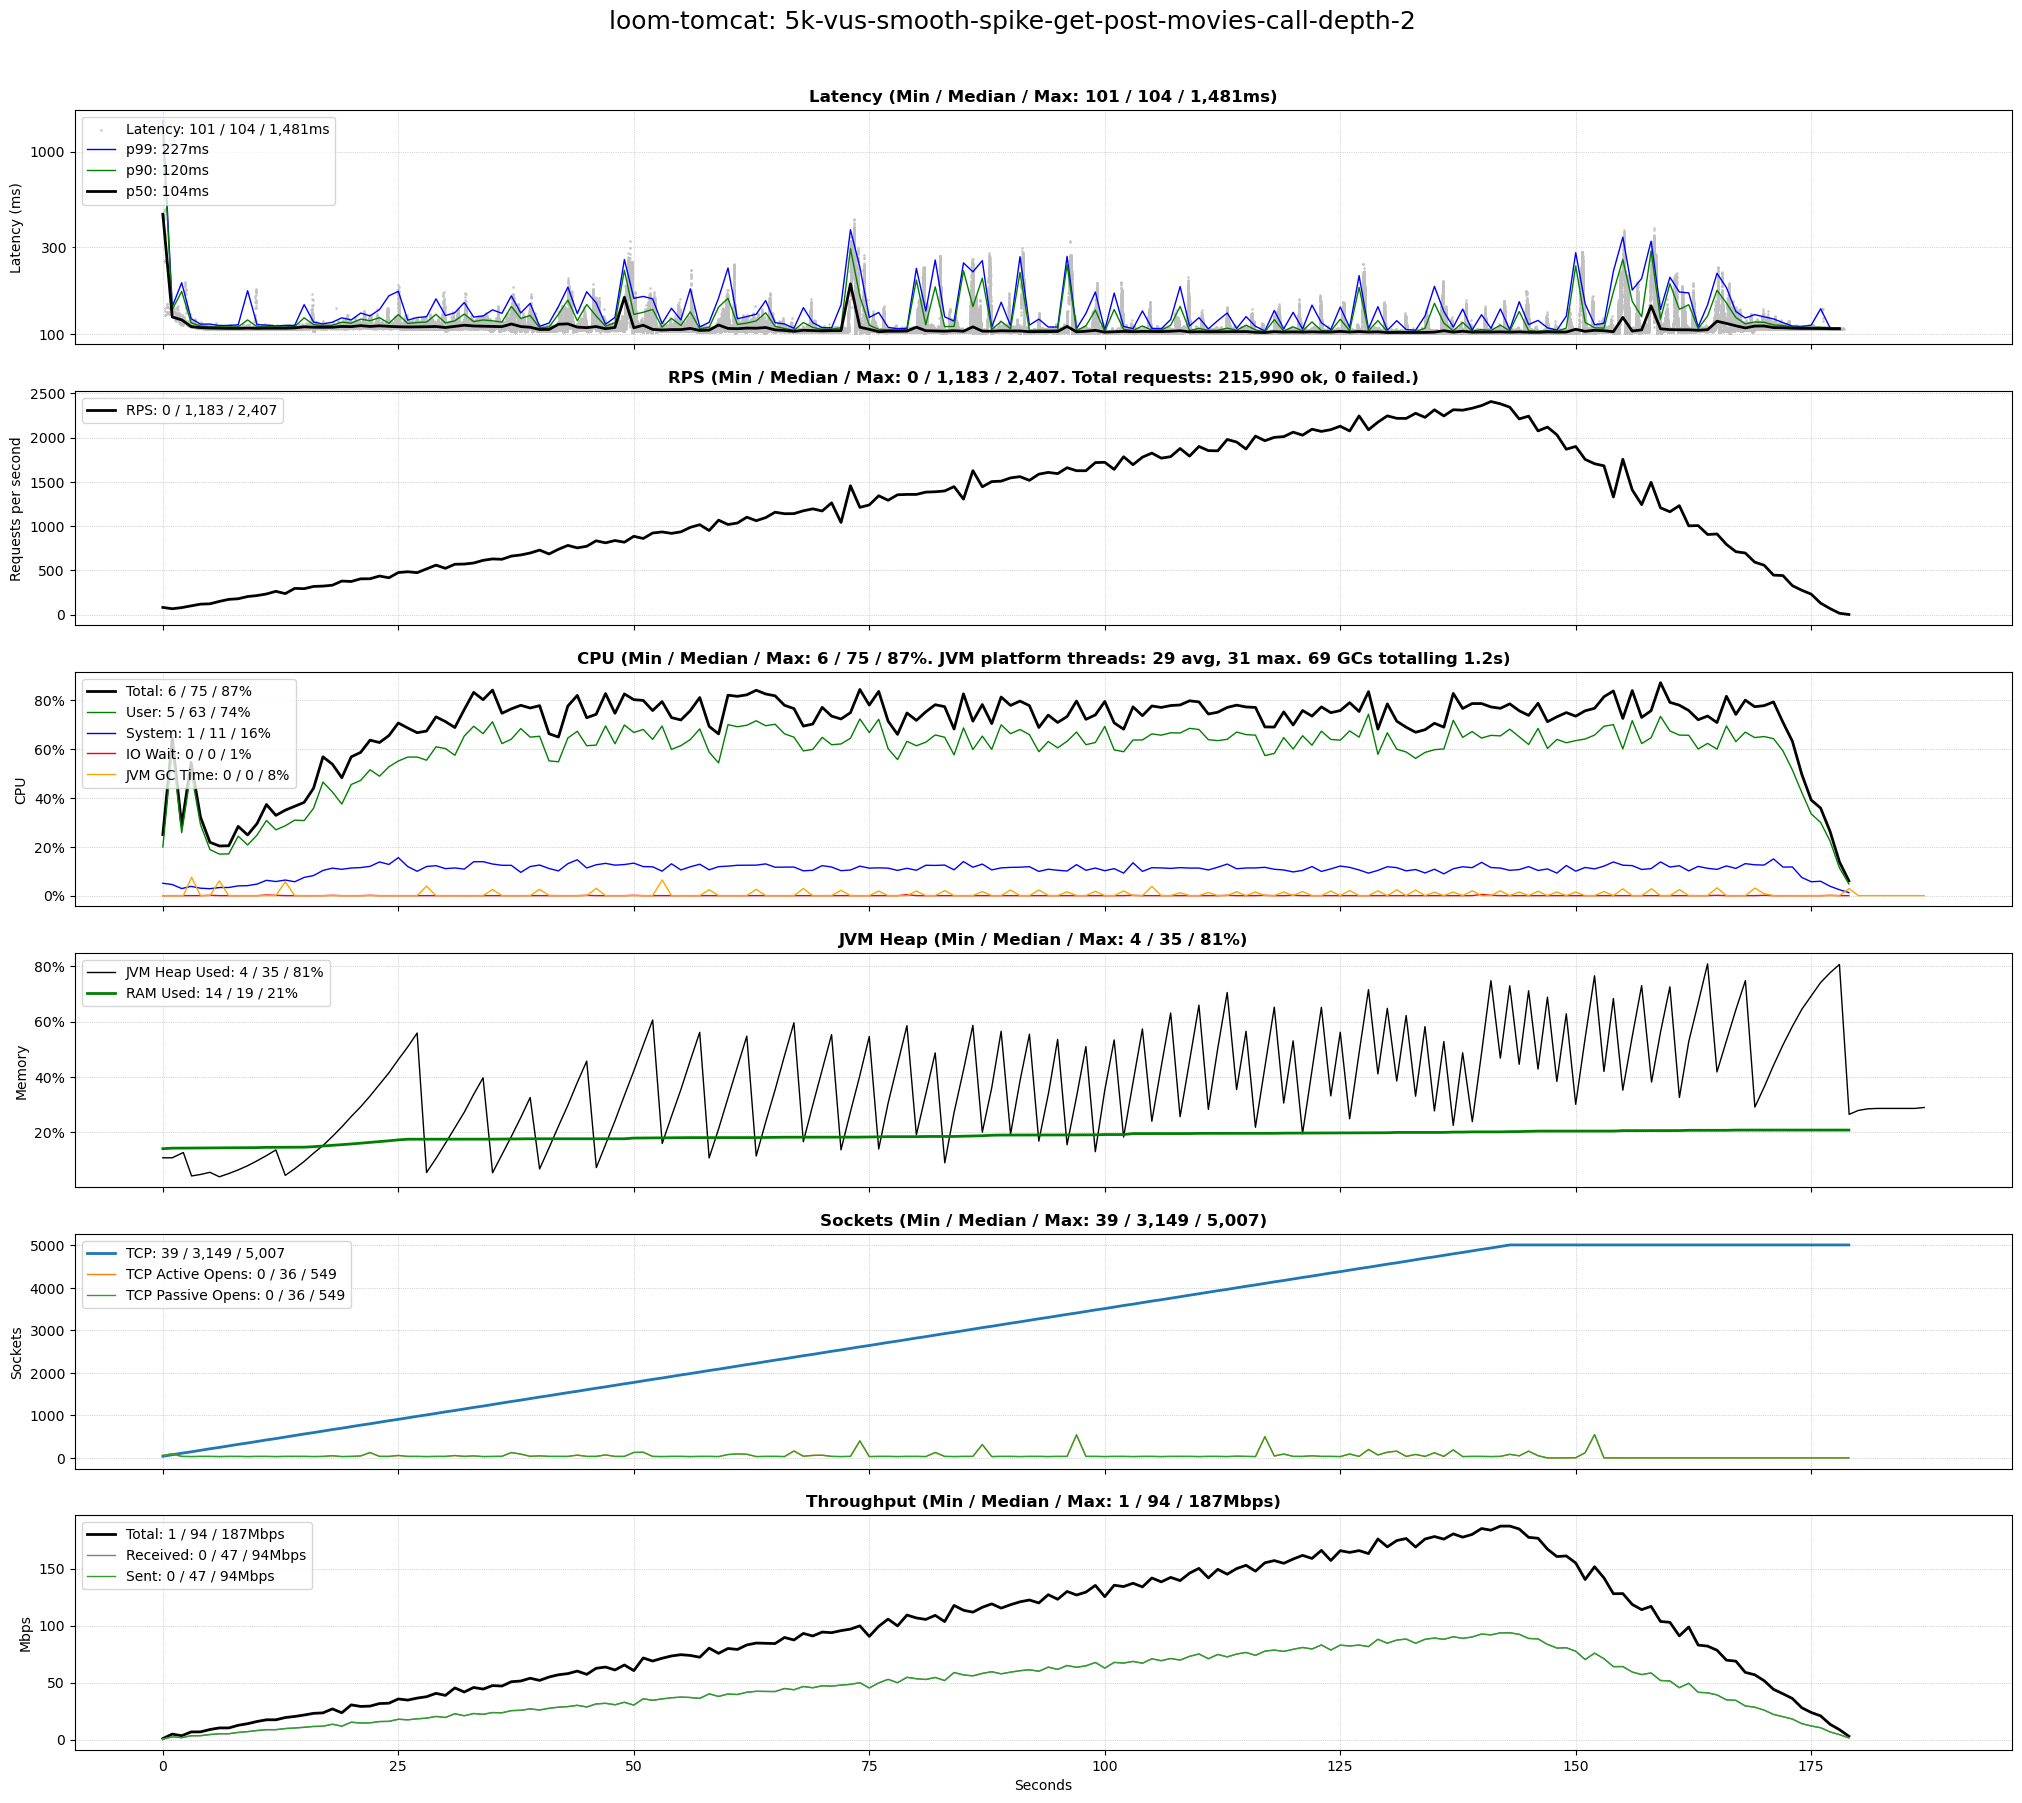 loom-tomcat: 5k-vus-smooth-spike-get-post-movies-call-depth-2
Latency (Min / Median / Max: 101 / 104 / 1,481ms)
Latency: 101 / 104 / 1,481ms
p99: 227ms
p90: 120ms
p50: 104ms
Latency (ms)
1000
300
100
RPS (Min / Median / Max: 0 / 1,183 / 2,407. Total requests: 215,990 ok, 0 failed.)
RPS: 0 / 1,183 / 2,407
Requests per second
2500
2000
1500
1000
500
0
CPU (Min / Median / Max: 6 / 75 / 87%. JVM platform threads: 29 avg, 31 max. 69 GCs totalling 1.2s)
Total: 6 / 75 / 87%
User: 5 / 63 / 74%
System: 1 / 11 / 16%
IO Wait: 0 / 0 / 1%
JVM GC Time: 0 / 0 / 8%
CPU
80%
60%
40%
20%
0%
JVM Heap (Min / Median / Max: 4 / 35 / 81%)
JVM Heap Used: 4 / 35 / 81%
RAM Used: 14 / 19 / 21%
Memory
80%
60%
40%
20%
Sockets (Min / Median / Max: 39 / 3,149 / 5,007)
TCP: 39 / 3,149 / 5,007
TCP Active Opens: 0 / 36 / 549
TCP Passive Opens: 0 / 36 / 549
Sockets
5000
4000
3000
2000
1000
0
Throughput (Min / Median / Max: 1 / 94 / 187Mbps)
Total: 1 / 94 / 187Mbps
Received: 0 / 47 / 94Mbps
Sent: 0 / 47 / 94Mbps
Mbps
150
100
50
0
0 25 50 75 100 125 150 175
Seconds